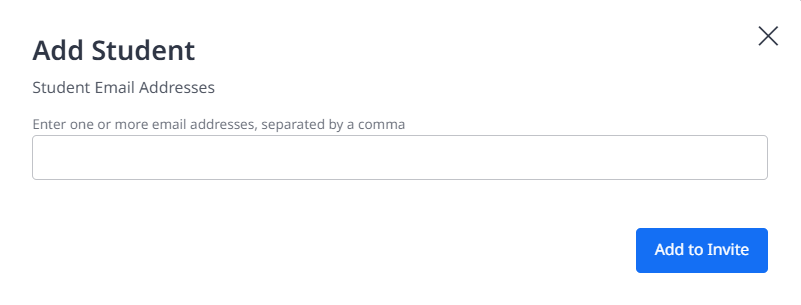 Add Student
Student Email Addresses
Enter one or more email addresses, separated by a comma
Add to Invite